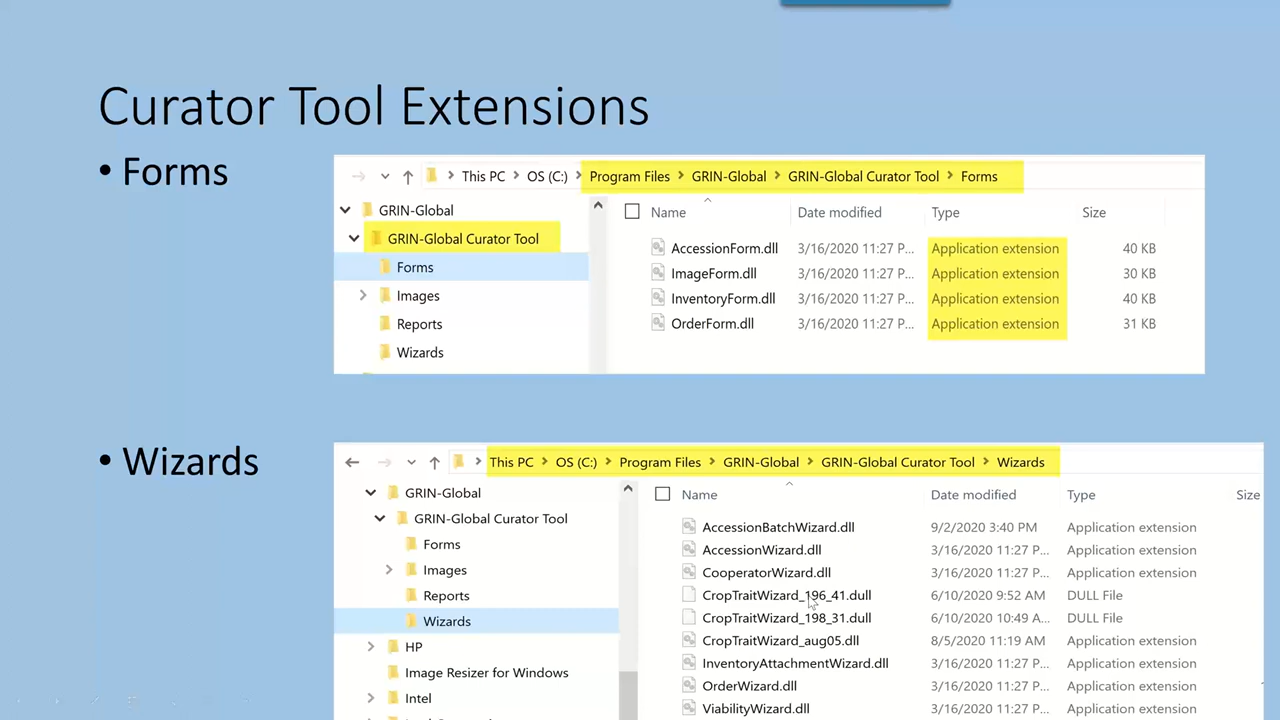 Curator Tool Extensions
• Forms
This PC > OS (C:) > Program Files > GRIN-Global > GRIN-Global Curator Tool > Forms
GRIN-Global
GRIN-Global Curator Tool
Forms
Images
Reports
Wizards
Name Date modified Type Size
AccessionForm.dll 3/16/2020 11:27 P... Application extension 40 KB
ImageForm.dll 3/16/2020 11:27 P... Application extension 30 KB
InventoryForm.dll 3/16/2020 11:27 P... Application extension 40 KB
OrderForm.dll 3/16/2020 11:27 P... Application extension 31 KB
• Wizards
This PC > OS (C:) > Program Files > GRIN-Global > GRIN-Global Curator Tool > Wizards
GRIN-Global
GRIN-Global Curator Tool
Forms
Images
Reports
Wizards
HP
Image Resizer for Windows
Intel
Name Date modified Type Size
AccessionBatchWizard.dll 9/2/2020 3:40 PM Application extension
AccessionWizard.dll 3/16/2020 11:27 P... Application extension
CooperatorWizard.dll 3/16/2020 11:27 P... Application extension
CropTraitWizard_196_41.dull 6/10/2020 9:52 AM DULL File
CropTraitWizard_198_31.dull 6/10/2020 10:49 A... DULL File
CropTraitWizard_aug05.dll 8/5/2020 11:19 AM Application extension
InventoryAttachmentWizard.dll 3/16/2020 11:27 P... Application extension
OrderWizard.dll 3/16/2020 11:27 P... Application extension
ViabilityWizard.dll 3/16/2020 11:27 P... Application extension